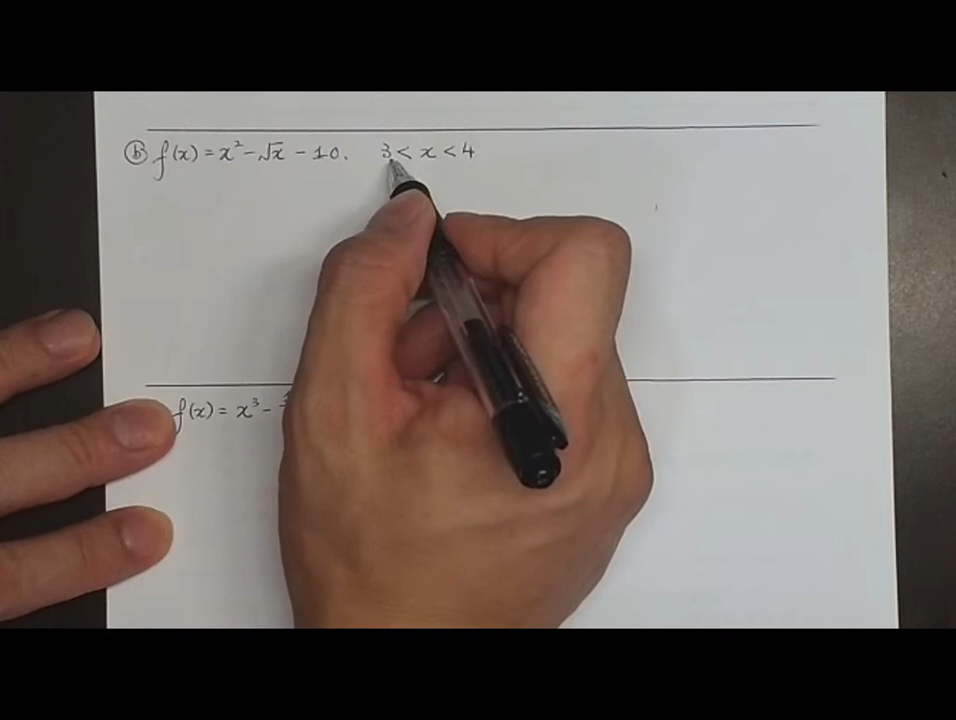 ⓑ f(x) = x² - √x - 10.   3 < x < 4
f(x) = x³ -